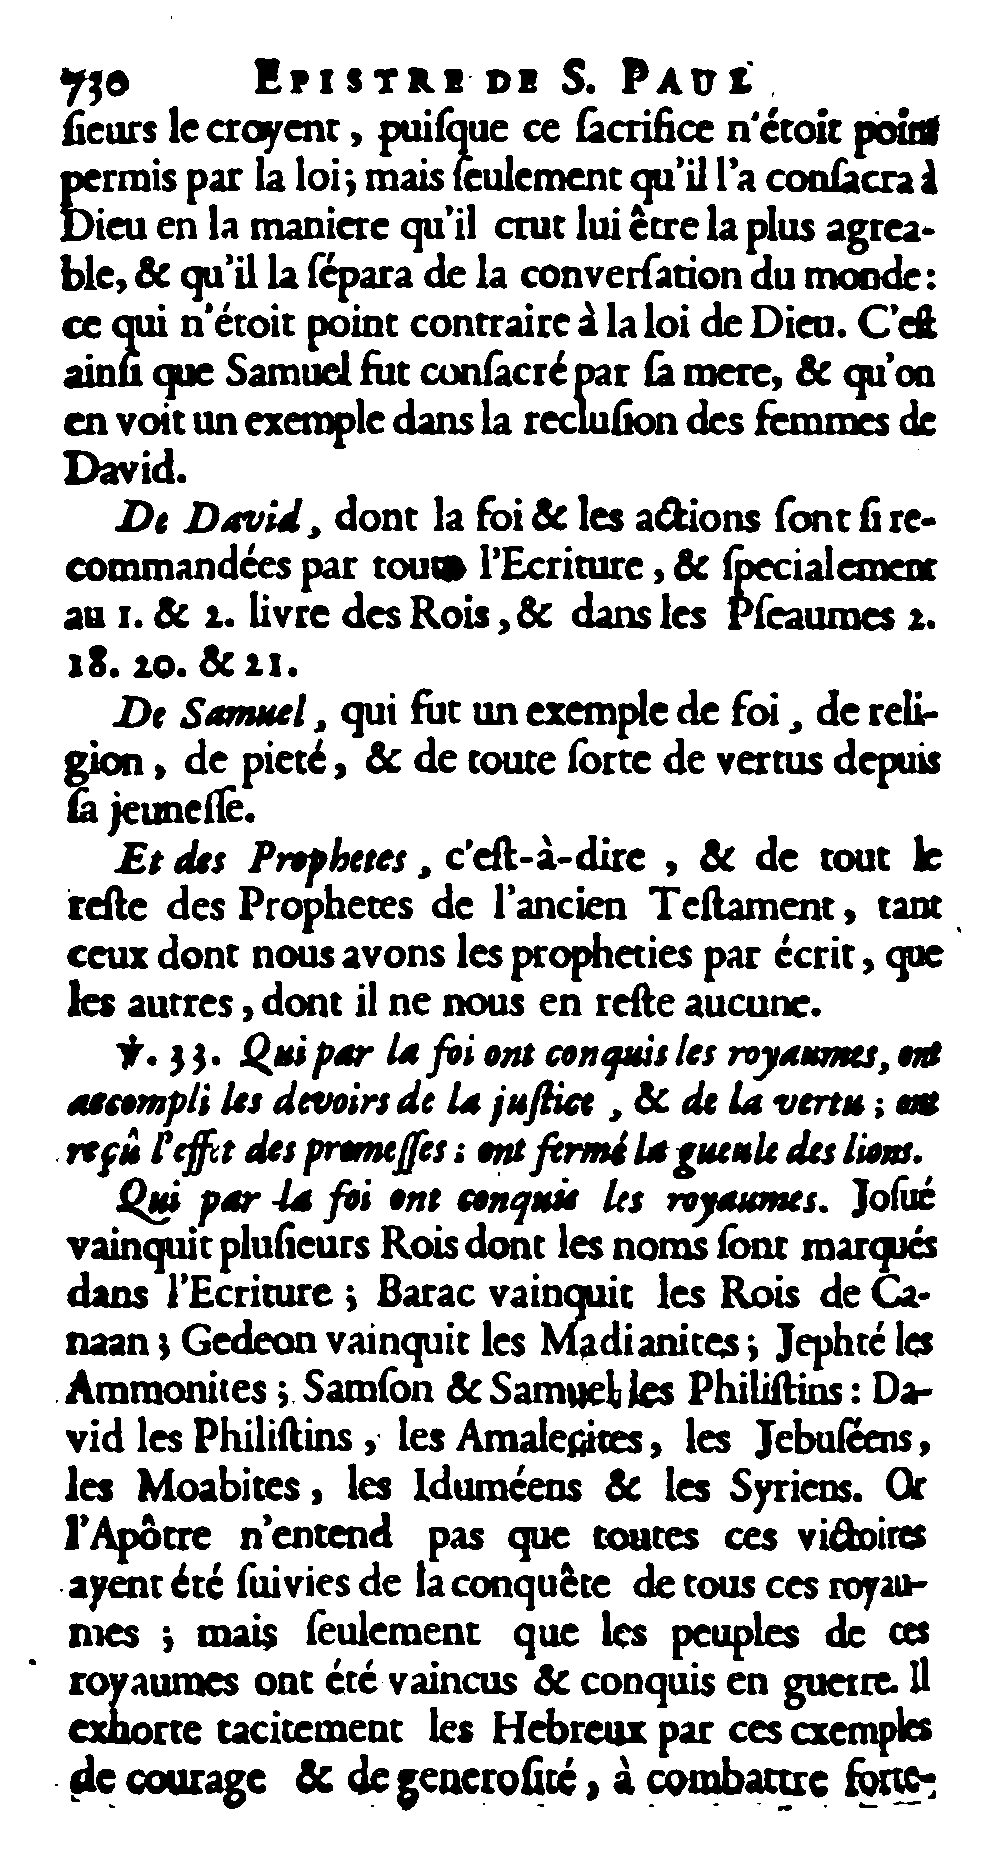 730 EPISTRE DE S. PAUL
ſieurs le croyent, puiſque ce ſacrifice n'étoit point
permis par la loi; mais ſeulement qu'il l'a conſacra à
Dieu en la maniere qu'il crut lui être la plus agrea-
ble, & qu'il la ſépara de la converſation du monde:
ce qui n'étoit point contraire à la loi de Dieu. C'eſt
ainſi que Samuel fut conſacré par ſa mere, & qu'on
en voit un exemple dans la recluſion des femmes de
David.
De David, dont la foi & les actions ſont ſi re-
commandées par toute l'Ecriture, & ſpecialement
au 1. & 2. livre des Rois, & dans les Pſeaumes 2.
18. 20. & 21.
De Samuel, qui fut un exemple de foi, de reli-
gion, de pieté, & de toute ſorte de vertus depuis
ſa jeuneſſe.
Et des Prophetes, c'eſt-à-dire, & de tout le
reſte des Prophetes de l'ancien Teſtament, tant
ceux dont nous avons les propheties par écrit, que
les autres, dont il ne nous en reſte aucune.
℣. 33. Qui par la foi ont conquis les royaumes, ont
accompli les devoirs de la juſtice, & de la vertu; ont
reçû l'effet des promeſſes: ont fermé la gueule des lions.
Qui par la foi ont conquis les royaumes. Joſué
vainquit pluſieurs Rois dont les noms ſont marqués
dans l'Ecriture; Barac vainquit les Rois de Ca-
naan; Gedeon vainquit les Madianites; Jephté les
Ammonites; Samſon & Samuel les Philiſtins: Da-
vid les Philiſtins, les Amalecites, les Jebuſéens,
les Moabites, les Iduméens & les Syriens. Or
l'Apôtre n'entend pas que toutes ces victoires
ayent été ſuivies de la conquête de tous ces royau-
mes; mais ſeulement que les peuples de ces
royaumes ont été vaincus & conquis en guerre. Il
exhorte tacitement les Hebreux par ces exemples
de courage & de generoſité, à combattre forte-